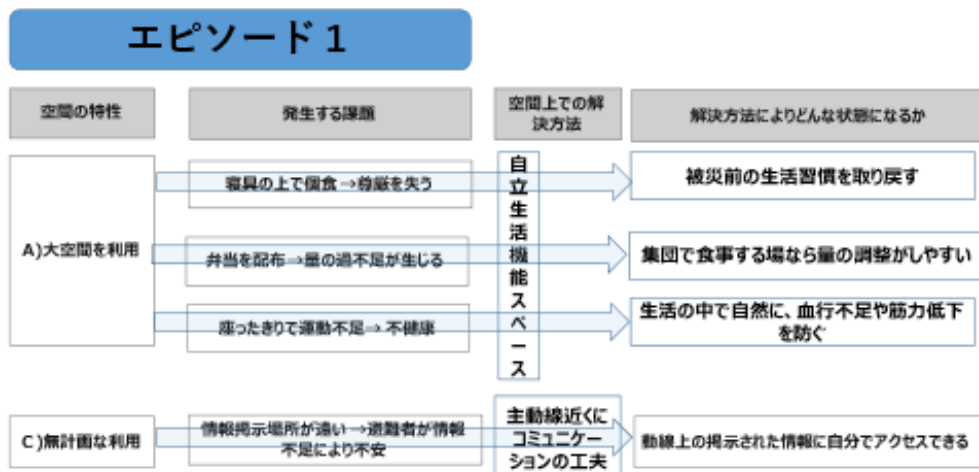 エピソード 1
空間の特性
発生する課題
空間上での解
決方法
解決方法によりどんな状態になるか
A)大空間を利用
寝具の上で個食→尊厳を失う
弁当を配布→量の過不足が生じる
座ったきりで運動不足→ 不健康
自
立
生
活
機
能
ス
ペ
ー
ス
被災前の生活習慣を取り戻す
集団で食事する場なら量の調整がしやすい
生活の中で自然に、血行不足や筋力低下
を防ぐ
C)無計画な利用
情報掲示場所が遠い→避難者が情報
不足により不安
主動線近くに
コミュニケー
ションの工夫
動線上の掲示された情報に自分でアクセスできる